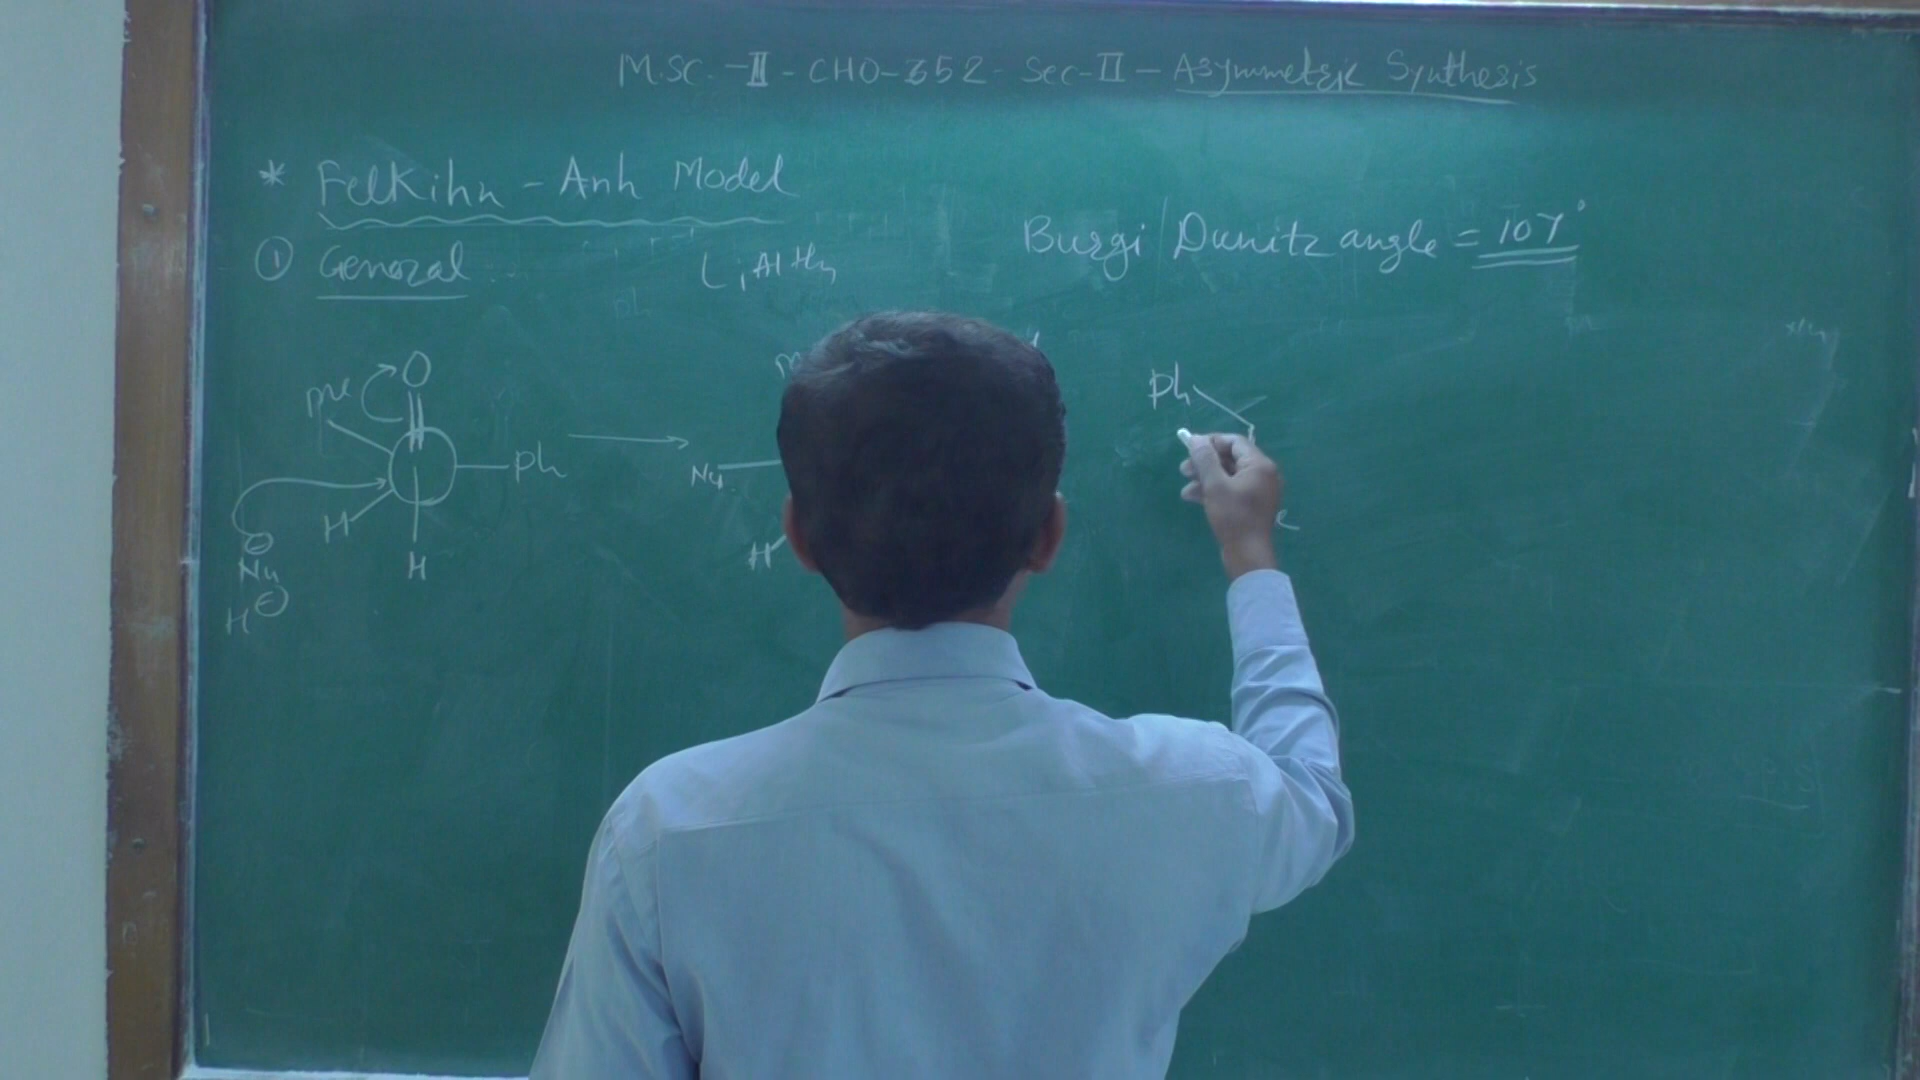 M.Sc. - II - CHO - 352 - Sec - II - Asymmetric Synthesis
* Felkihn - Anh Model
Burgi / Dunitz angle = 107°
① General
LiAlH4
O
Me
Ph
H
H
Nu
H⊖
Nu
H
Ph
e